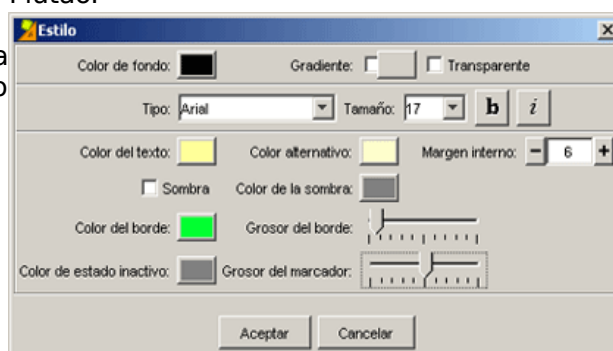 Estilo
a
Color de fondo: Gradiente: Transparente
o
Tipo: Arial Tamaño: 17 b i
Color del texto: Color alternativo: Margen interno: - 6 +
Sombra Color de la sombra:
Color del borde: Grosor del borde:
Color de estado inactivo: Grosor del marcador:
Aceptar Cancelar